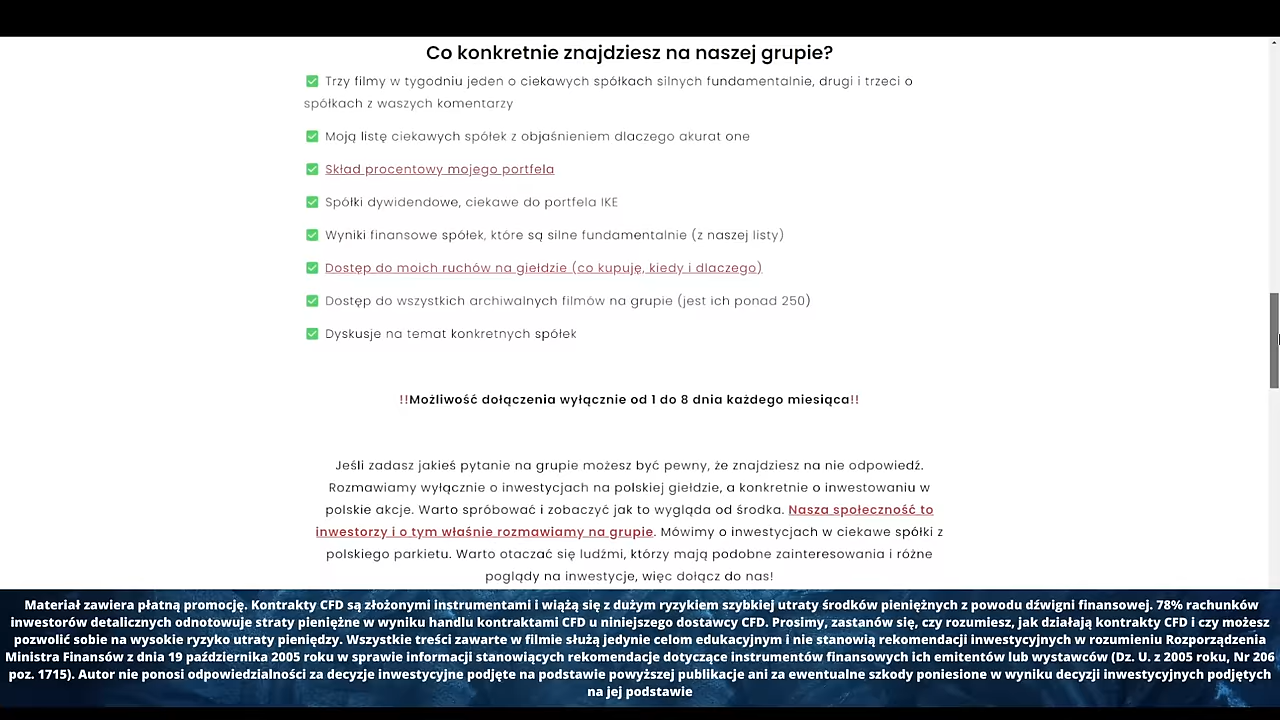 Co konkretnie znajdziesz na naszej grupie?
✅ Trzy filmy w tygodniu jeden o ciekawych spółkach silnych fundamentalnie, drugi i trzeci o
spółkach z waszych komentarzy
✅ Moją listę ciekawych spółek z objaśnieniem dlaczego akurat one
✅ Skład procentowy mojego portfela
✅ Spółki dywidendowe, ciekawe do portfela IKE
✅ Wyniki finansowe spółek, które są silne fundamentalnie (z naszej listy)
✅ Dostęp do moich ruchów na giełdzie (co kupuję, kiedy i dlaczego)
✅ Dostęp do wszystkich archiwalnych filmów na grupie (jest ich ponad 250)
✅ Dyskusje na temat konkretnych spółek
!!Możliwość dołączenia wyłącznie od 1 do 8 dnia każdego miesiąca!!
Jeśli zadasz jakieś pytanie na grupie możesz być pewny, że znajdziesz na nie odpowiedź.
Rozmawiamy wyłącznie o inwestycjach na polskiej giełdzie, a konkretnie o inwestowaniu w
polskie akcje. Warto spróbować i zobaczyć jak to wygląda od środka. Nasza społeczność to
inwestorzy i o tym właśnie rozmawiamy na grupie. Mówimy o inwestycjach w ciekawe spółki z
polskiego parkietu. Warto otaczać się ludźmi, którzy mają podobne zainteresowania i różne
poglądy na inwestycje, więc dołącz do nas!
Materiał zawiera płatną promocję. Kontrakty CFD są złożonymi instrumentami i wiążą się z dużym ryzykiem szybkiej utraty środków pieniężnych z powodu dźwigni finansowej. 78% rachunków
inwestorów detalicznych odnotowuje straty pieniężne w wyniku handlu kontraktami CFD u niniejszego dostawcy CFD. Prosimy, zastanów się, czy rozumiesz, jak działają kontrakty CFD i czy możesz
pozwolić sobie na wysokie ryzyko utraty pieniędzy. Wszystkie treści zawarte w filmie służą jedynie celom edukacyjnym i nie stanowią rekomendacji inwestycyjnych w rozumieniu Rozporządzenia
Ministra Finansów z dnia 19 października 2005 roku w sprawie informacji stanowiących rekomendacje dotyczące instrumentów finansowych ich emitentów lub wystawców (Dz. U. z 2005 roku, Nr 206
poz. 1715). Autor nie ponosi odpowiedzialności za decyzje inwestycyjne podjęte na podstawie powyższej publikacje ani za ewentualne szkody poniesione w wyniku decyzji inwestycyjnych podjętych
na jej podstawie